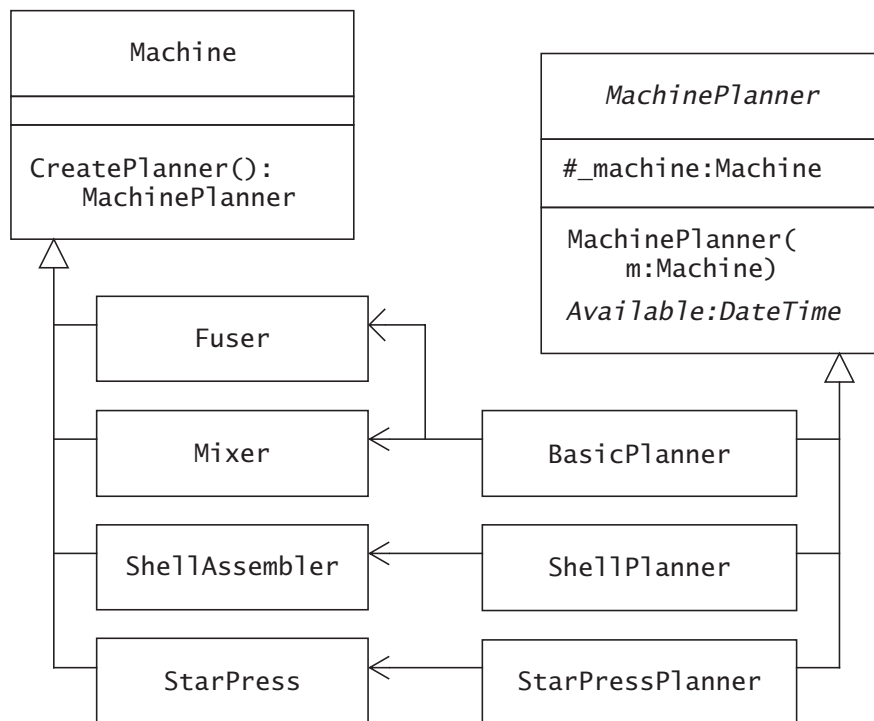 Machine
CreatePlanner():
MachinePlanner
MachinePlanner
#_machine:Machine
MachinePlanner(
m:Machine)
Available:DateTime
Fuser
Mixer
BasicPlanner
ShellAssembler
ShellPlanner
StarPress
StarPressPlanner